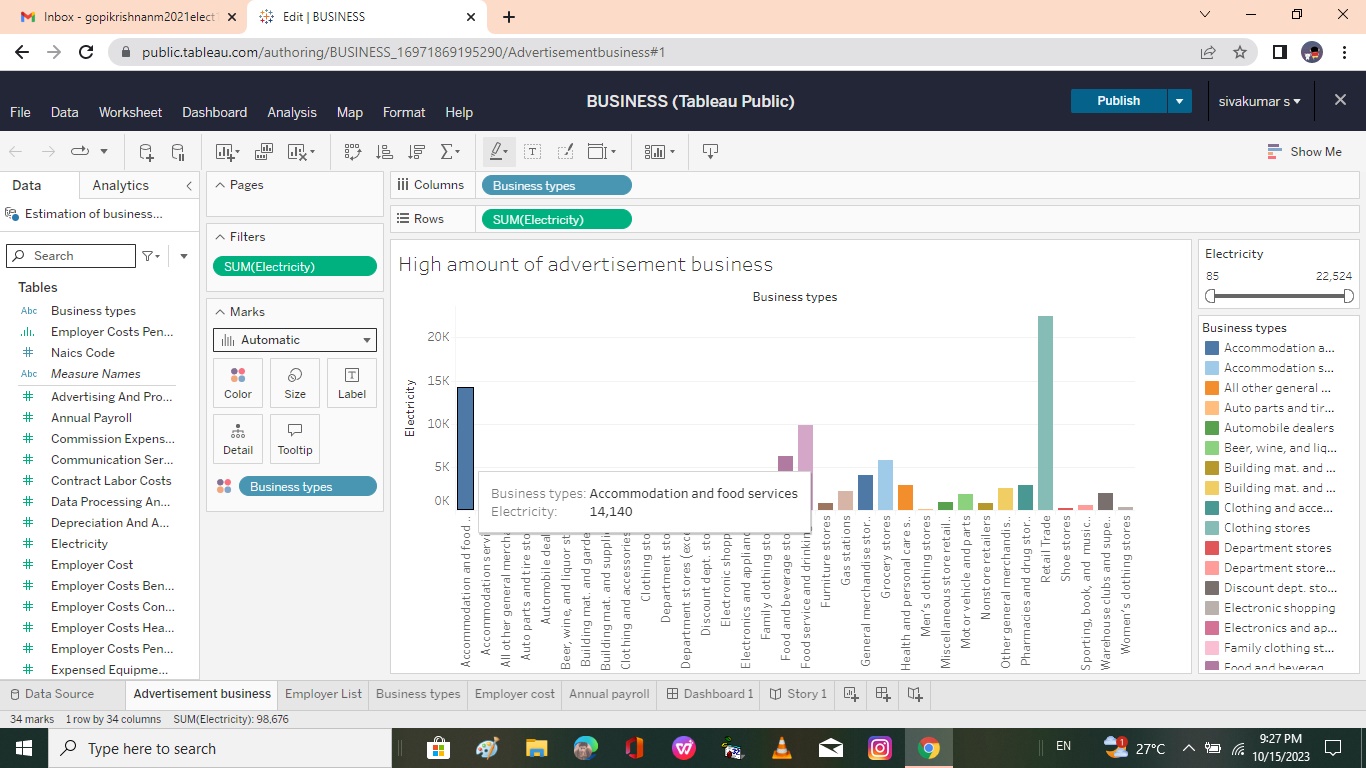 Inbox - gopikrishnanm2021elect
Edit | BUSINESS
public.tableau.com/authoring/BUSINESS_16971869195290/Advertisementbusiness#1
File Data Worksheet Dashboard Analysis Map Format Help
BUSINESS (Tableau Public)
Publish
sivakumar s
Show Me
Data Analytics
Estimation of business...
Search
Tables
Abc Business types
Employer Costs Pen...
Naics Code
Abc Measure Names
Advertising And Pro...
Annual Payroll
Commission Expens...
Communication Ser...
Contract Labor Costs
Data Processing An...
Depreciation And A...
Electricity
Employer Cost
Employer Costs Ben...
Employer Costs Con...
Employer Costs Hea...
Employer Costs Pen...
Expensed Equipme...
Pages
Filters
SUM(Electricity)
Marks
Automatic
Color Size Label
Detail Tooltip
Business types
Columns Business types
Rows SUM(Electricity)
High amount of advertisement business
Business types
Electricity
20K
15K
10K
5K
0K
Business types: Accommodation and food services
Electricity: 14,140
Accommodation and food ..
Accommodation servi
All other general mercha
Auto parts and tire sto
Automobile deal
Beer, wine, and liquor st
Building mat. and garde
Building mat. and suppli
Clothing and accessories
Clothing sto
Department sto
Department stores (exc
Discount dept. sto
Electronic shopp
Electronics and applianc
Family clothing sto
Food and beverage sto
Food service and drinkin
Furniture stores
Gas stations
General merchandise stor..
Grocery stores
Health and personal care s..
Men's clothing stores
Miscellaneous store retail..
Motor vehicle and parts
Nonstore retailers
Other general merchandis..
Pharmacies and drug stor..
Retail Trade
Shoe stores
Sporting, book, and music..
Warehouse clubs and supe..
Women's clothing stores
Electricity
85 22,524
Business types
Accommodation a...
Accommodation s...
All other general ...
Auto parts and tir...
Automobile dealers
Beer, wine, and liq...
Building mat. and ...
Building mat. and ...
Clothing and acce...
Clothing stores
Department stores
Department store...
Discount dept. sto...
Electronic shopping
Electronics and ap...
Family clothing st...
Food and beverag...
Data Source Advertisement business Employer List Business types Employer cost Annual payroll Dashboard 1 Story 1
34 marks 1 row by 34 columns SUM(Electricity): 98,676
Type here to search
EN
1
27°C
9:27 PM
10/15/2023